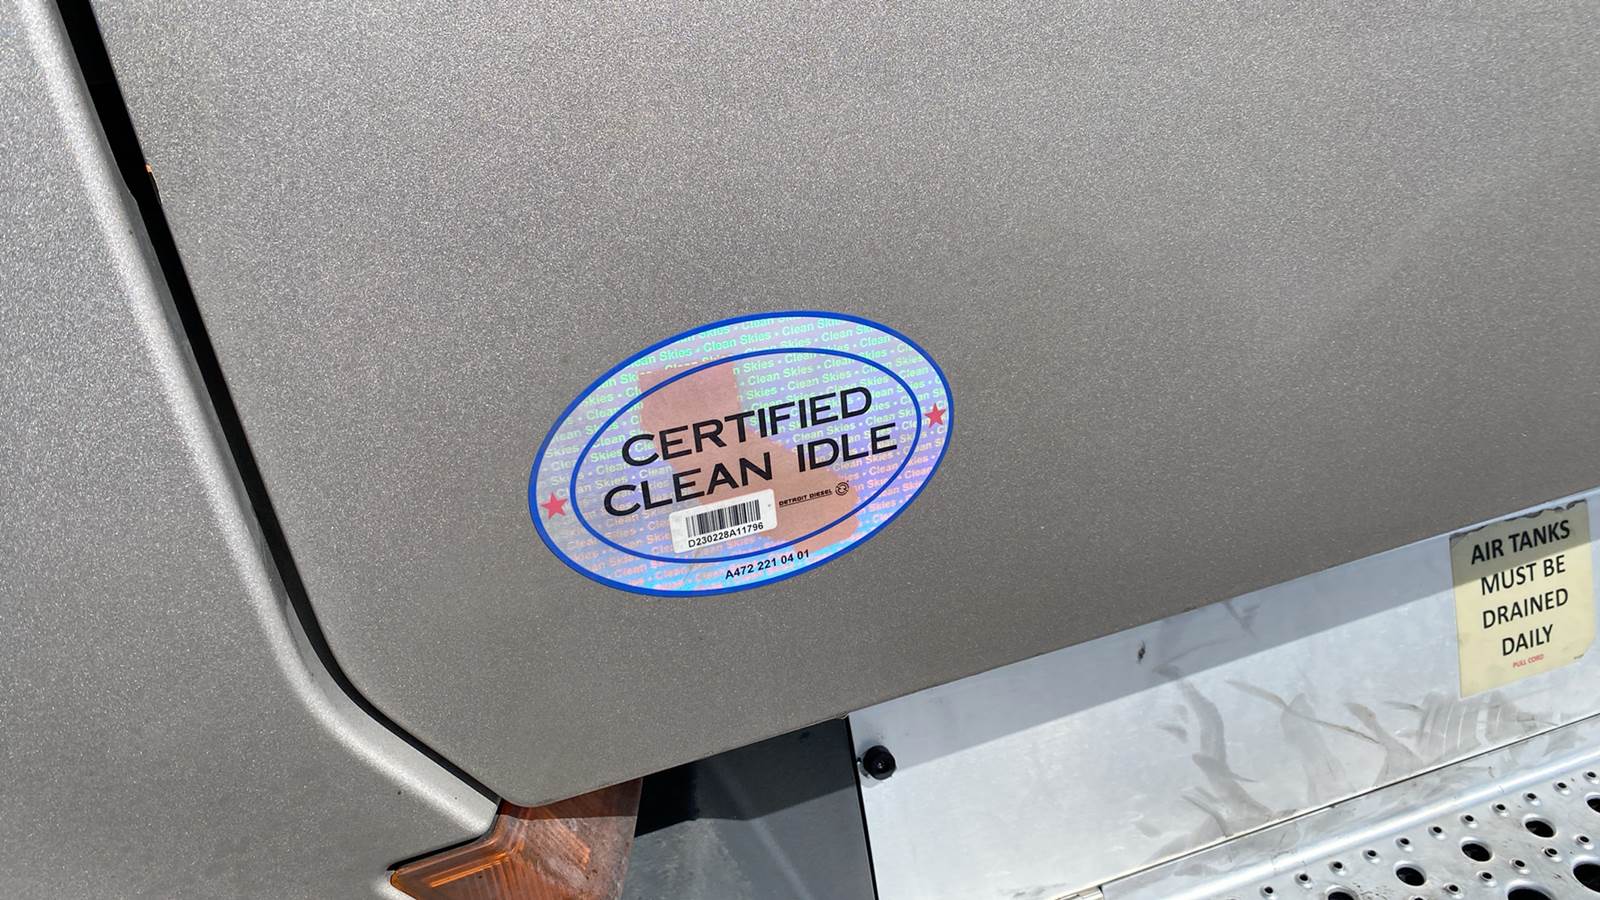 CERTIFIED
CLEAN IDLE
DETROIT DIESEL
D230228A11796
A472 221 04 01
AIR TANKS
MUST BE
DRAINED
DAILY
PULL CORD